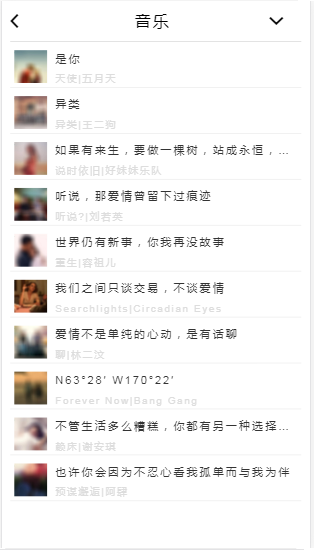 音乐
是你
天使|五月天
异类
异类|王二狗
如果有来生，要做一棵树，站成永恒，...
说时依旧|好妹妹乐队
听说，那爱情曾留下过痕迹
听说?|刘若英
世界仍有新事，你我再没故事
重生|容祖儿
我们之间只谈交易，不谈爱情
Searchlights|Circadian Eyes
爱情不是单纯的心动，是有话聊
聊|林二汶
N63°28′ W170°22′
Forever Now|Bang Gang
不管生活多么糟糕，你都有另一种选择...
赖床|谢安琪
也许你会因为不忍心看我孤单而与我为伴
预谋邂逅|阿肆